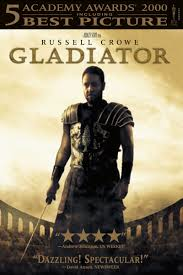 5 ACADEMY AWARDS® 2000
INCLUDING
BEST PICTURE
RUSSELL CROWE
GLADIATOR
"★★★★"
"DAZZLING! SPECTACULAR!"